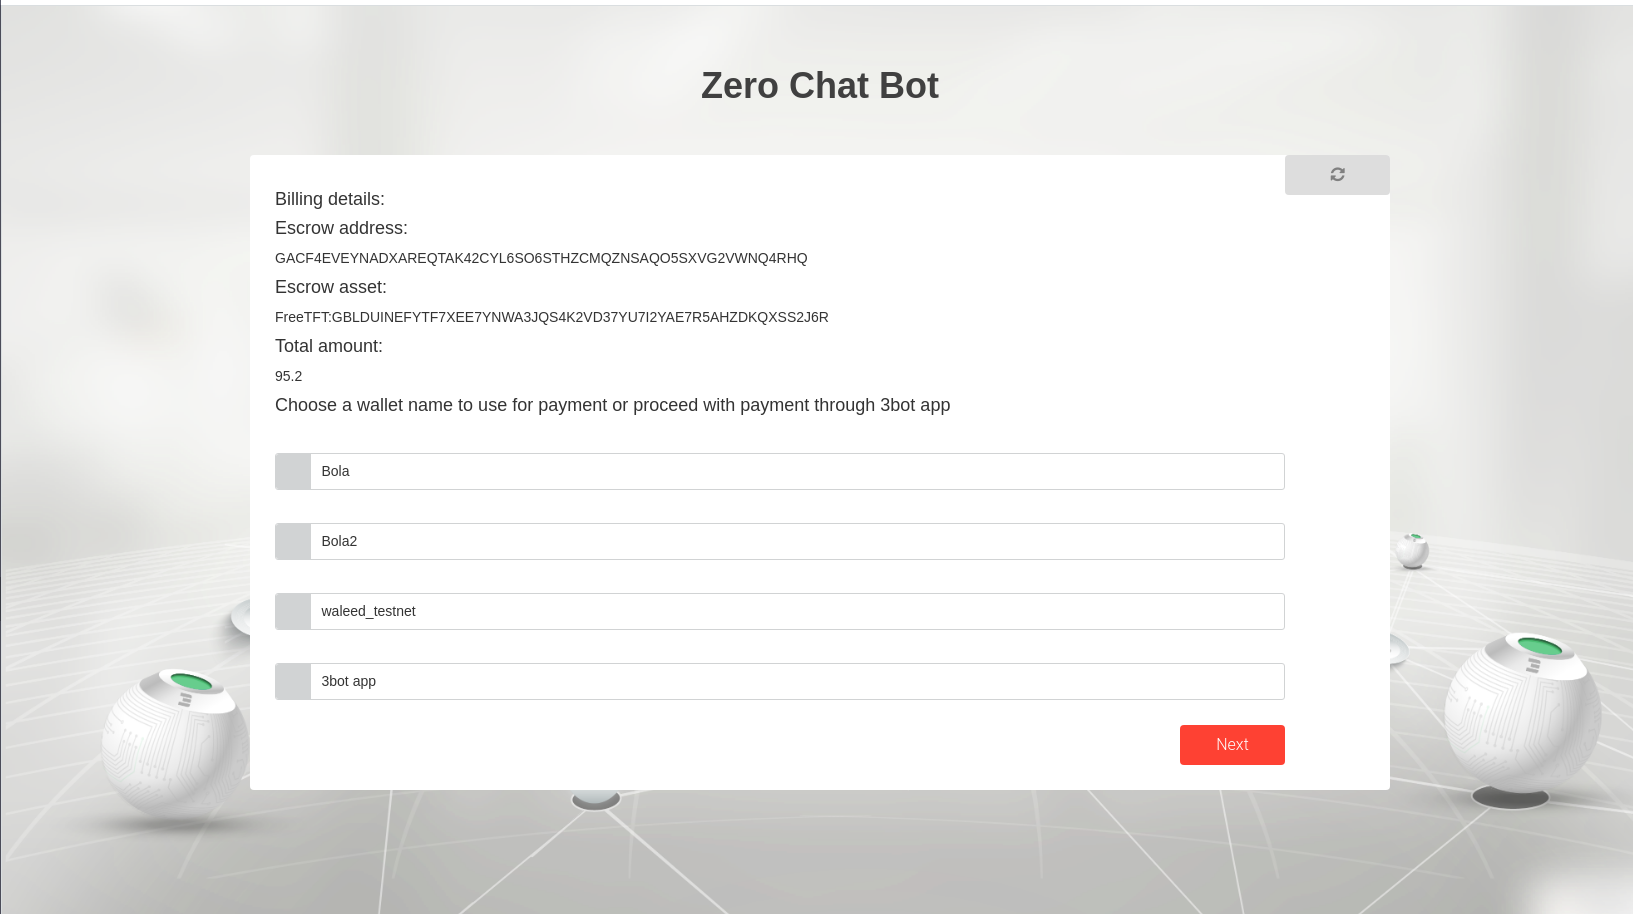 Zero Chat Bot
Billing details:
Escrow address:
GACF4EVEYNADXAREQTAK42CYL6SO6STHZCMQZNSAQO5SXVG2VWNQ4RHQ
Escrow asset:
FreeTFT:GBLDUINEFYTF7XEE7YNWA3JQS4K2VD37YU7I2YAE7R5AHZDKQXSS2J6R
Total amount:
95.2
Choose a wallet name to use for payment or proceed with payment through 3bot app
Bola
Bola2
waleed_testnet
3bot app
Next